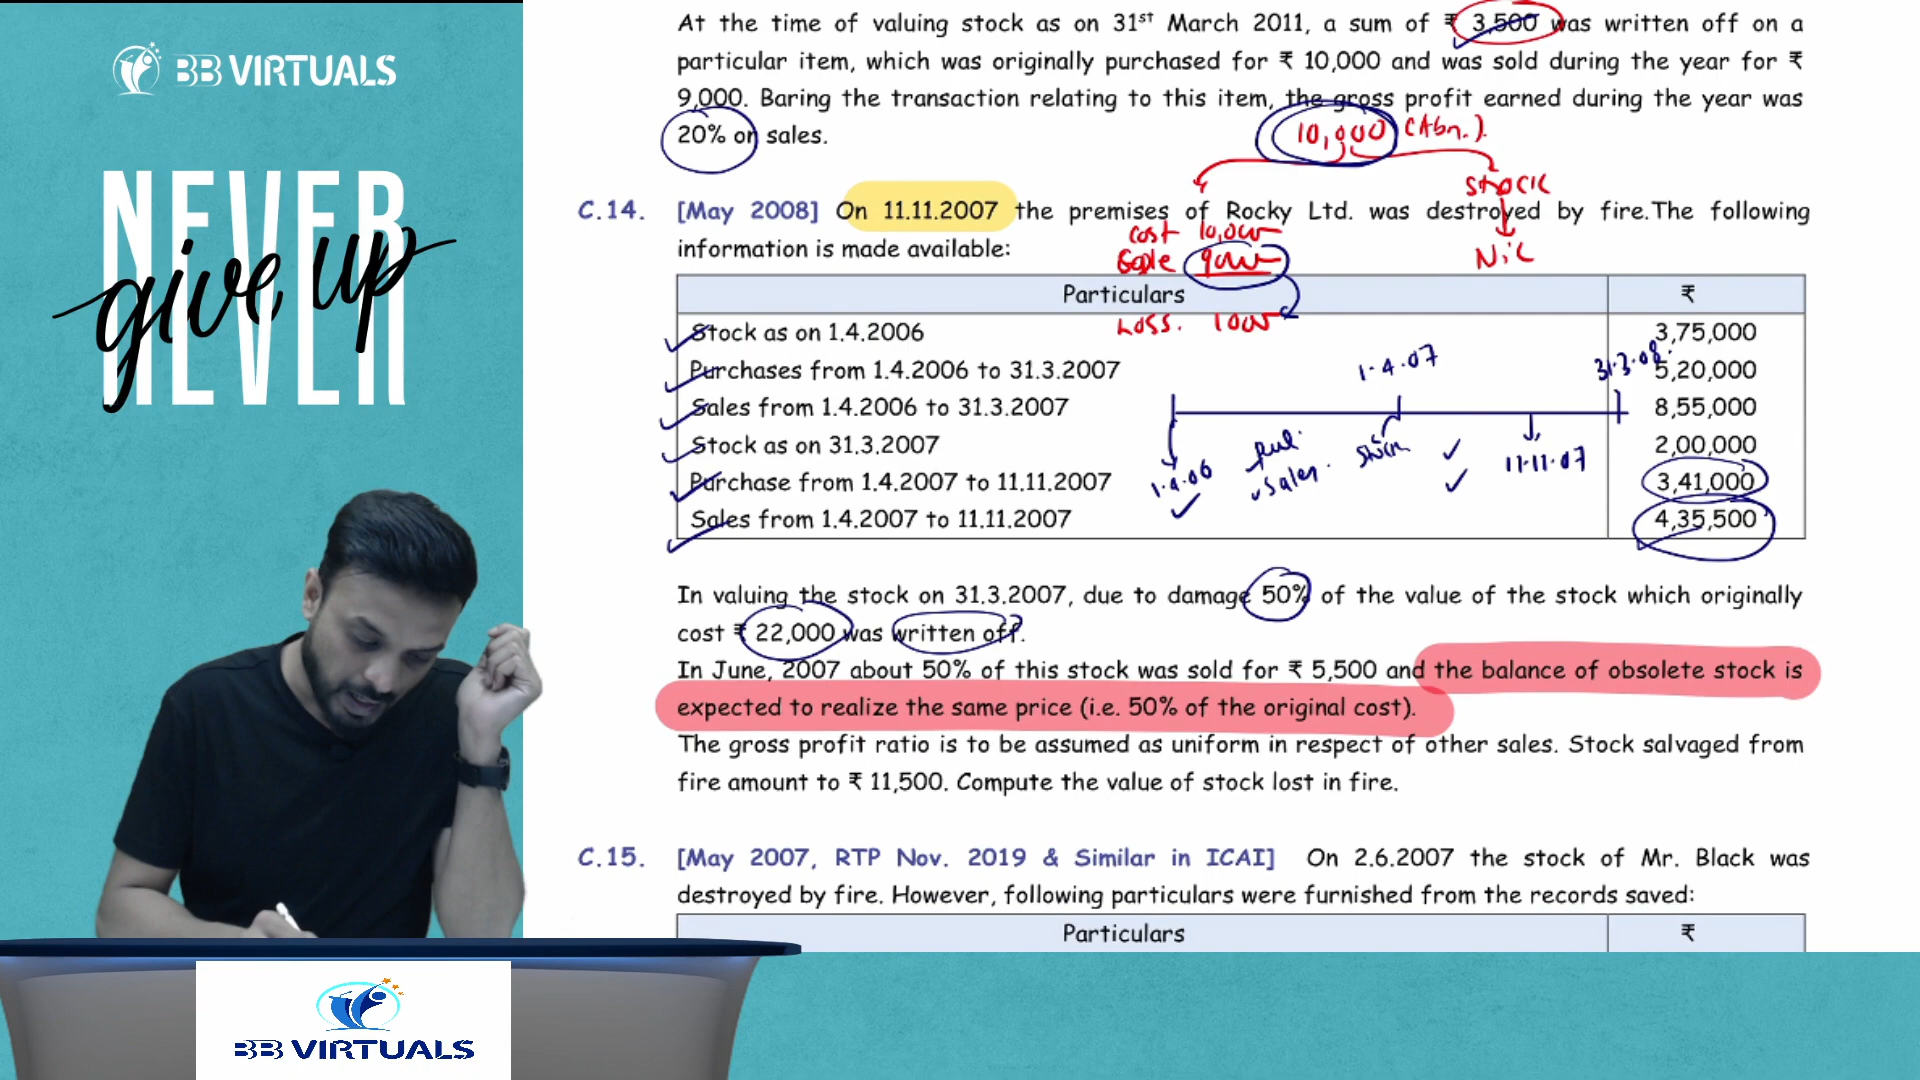 BB VIRTUALS
NEVER
give up
NEVER
At the time of valuing stock as on 31st March 2011, a sum of ₹ 3,500 was written off on a
particular item, which was originally purchased for ₹ 10,000 and was sold during the year for ₹
9,000. Baring the transaction relating to this item, the gross profit earned during the year was
20% on sales.
10,000 (Abn.).
Stock
Nil
C.14. [May 2008] On 11.11.2007 the premises of Rocky Ltd. was destroyed by fire.The following
information is made available:
Cost 10,000
Sale 9000
Loss. 1000
Particulars ₹
Stock as on 1.4.2006 3,75,000
Purchases from 1.4.2006 to 31.3.2007 5,20,000
Sales from 1.4.2006 to 31.3.2007 8,55,000
Stock as on 31.3.2007 2,00,000
Purchase from 1.4.2007 to 11.11.2007 3,41,000
Sales from 1.4.2007 to 11.11.2007 4,35,500
1.4.07
31.3.08.
1.4.06
Pur.
Sales.
Stock
11.11.07
In valuing the stock on 31.3.2007, due to damage 50% of the value of the stock which originally
cost ₹ 22,000 was written off.
In June, 2007 about 50% of this stock was sold for ₹ 5,500 and the balance of obsolete stock is
expected to realize the same price (i.e. 50% of the original cost).
The gross profit ratio is to be assumed as uniform in respect of other sales. Stock salvaged from
fire amount to ₹ 11,500. Compute the value of stock lost in fire.
C.15. [May 2007, RTP Nov. 2019 & Similar in ICAI] On 2.6.2007 the stock of Mr. Black was
destroyed by fire. However, following particulars were furnished from the records saved:
Particulars ₹
BB VIRTUALS